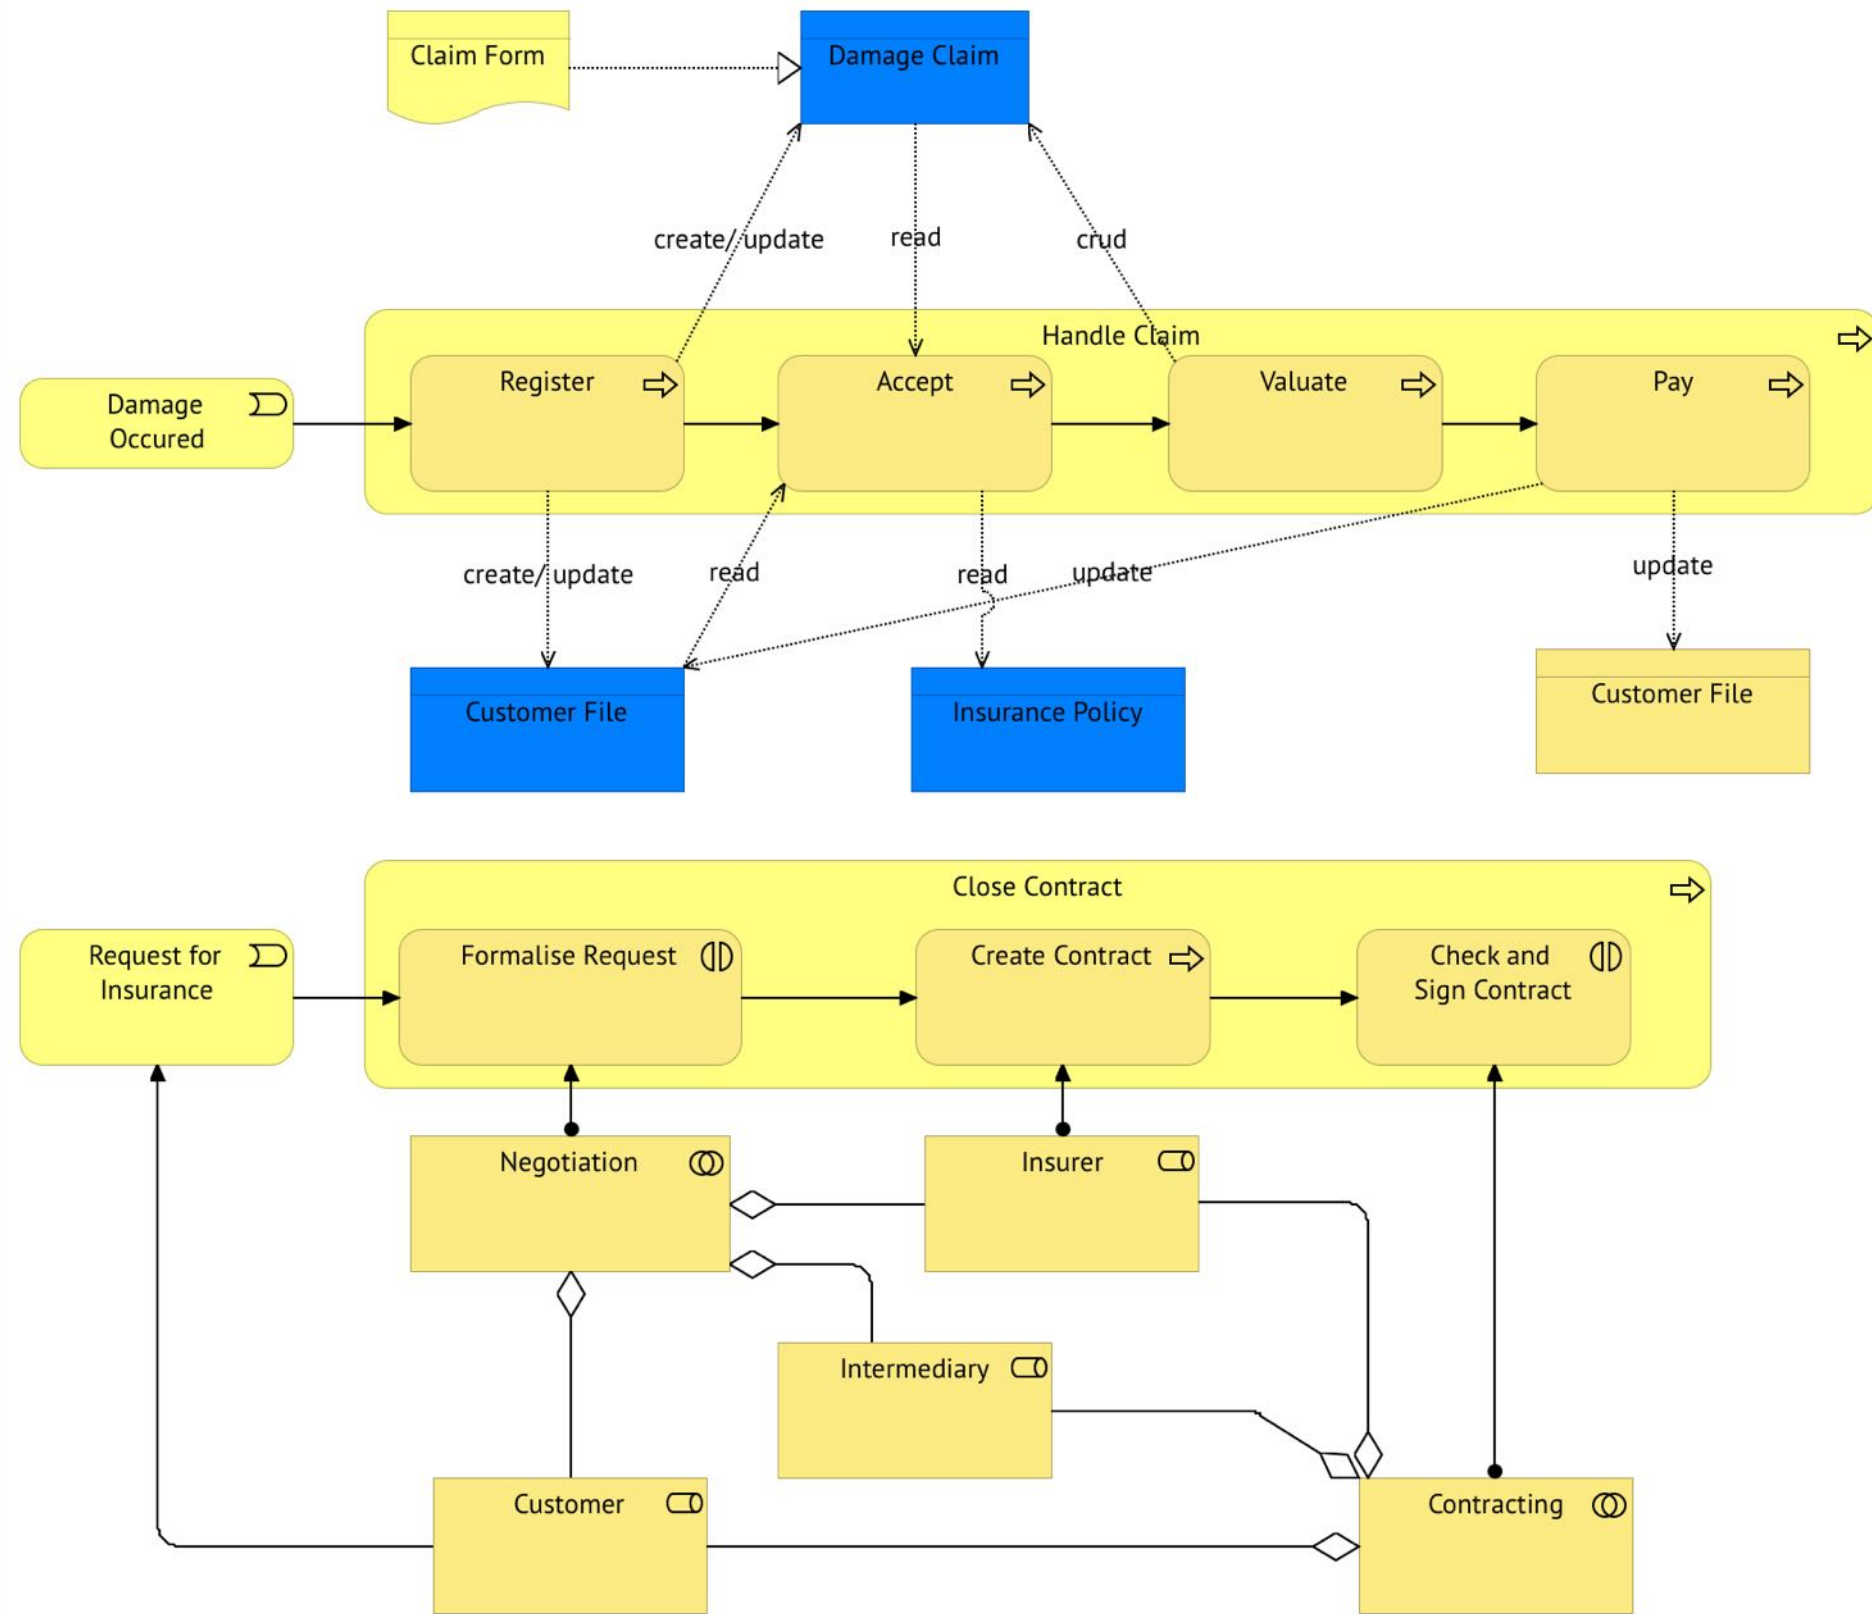 Claim Form
Damage Claim
create/ update
read
crud
Handle Claim
Register
Accept
Valuate
Pay
Damage
Occured
create/ update
read
read
update
update
Customer File
Insurance Policy
Customer File
Close Contract
Request for
Insurance
Formalise Request
Create Contract
Check and
Sign Contract
Negotiation
Insurer
Intermediary
Customer
Contracting